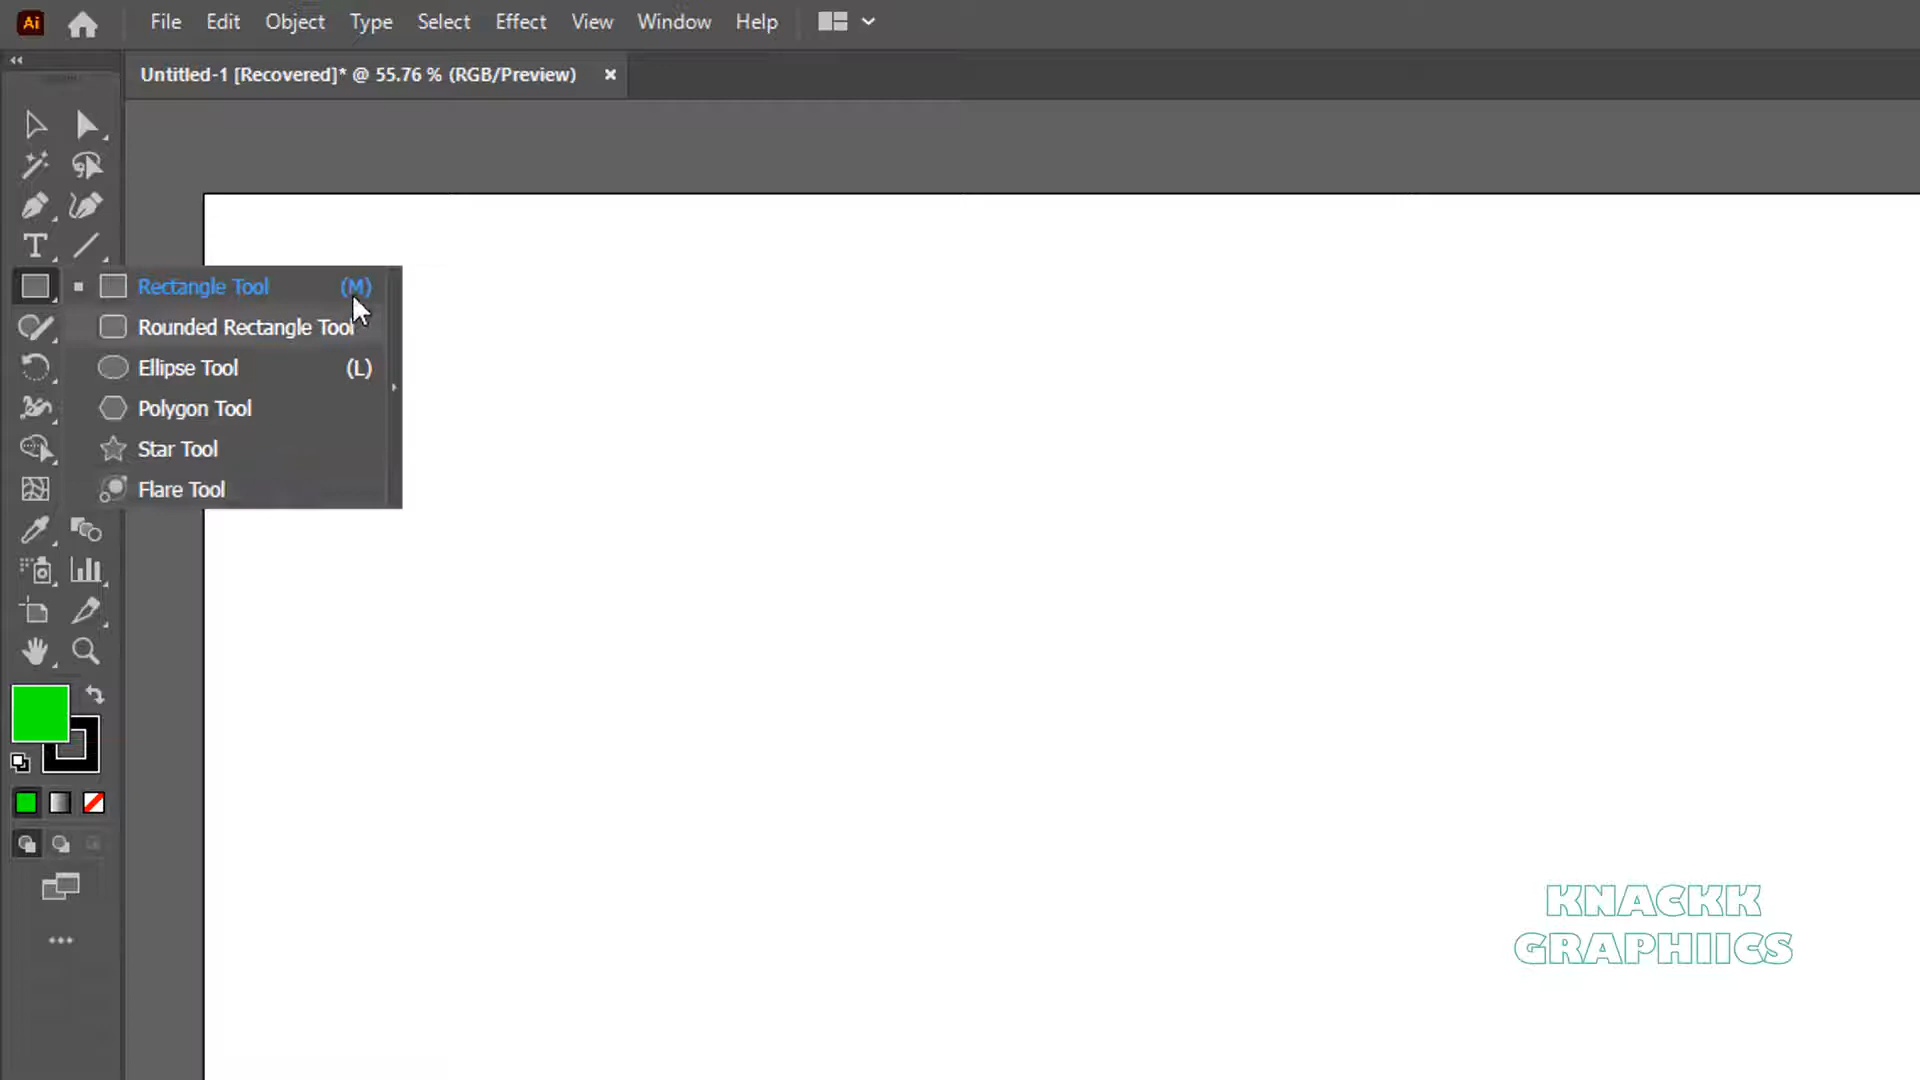 Ai File Edit Object Type Select Effect View Window Help
Untitled-1 [Recovered]* @ 55.76 % (RGB/Preview) ×
T
Rectangle Tool (M)
Rounded Rectangle Tool
Ellipse Tool (L)
Polygon Tool
Star Tool
Flare Tool
KNACKK
GRAPHIICS